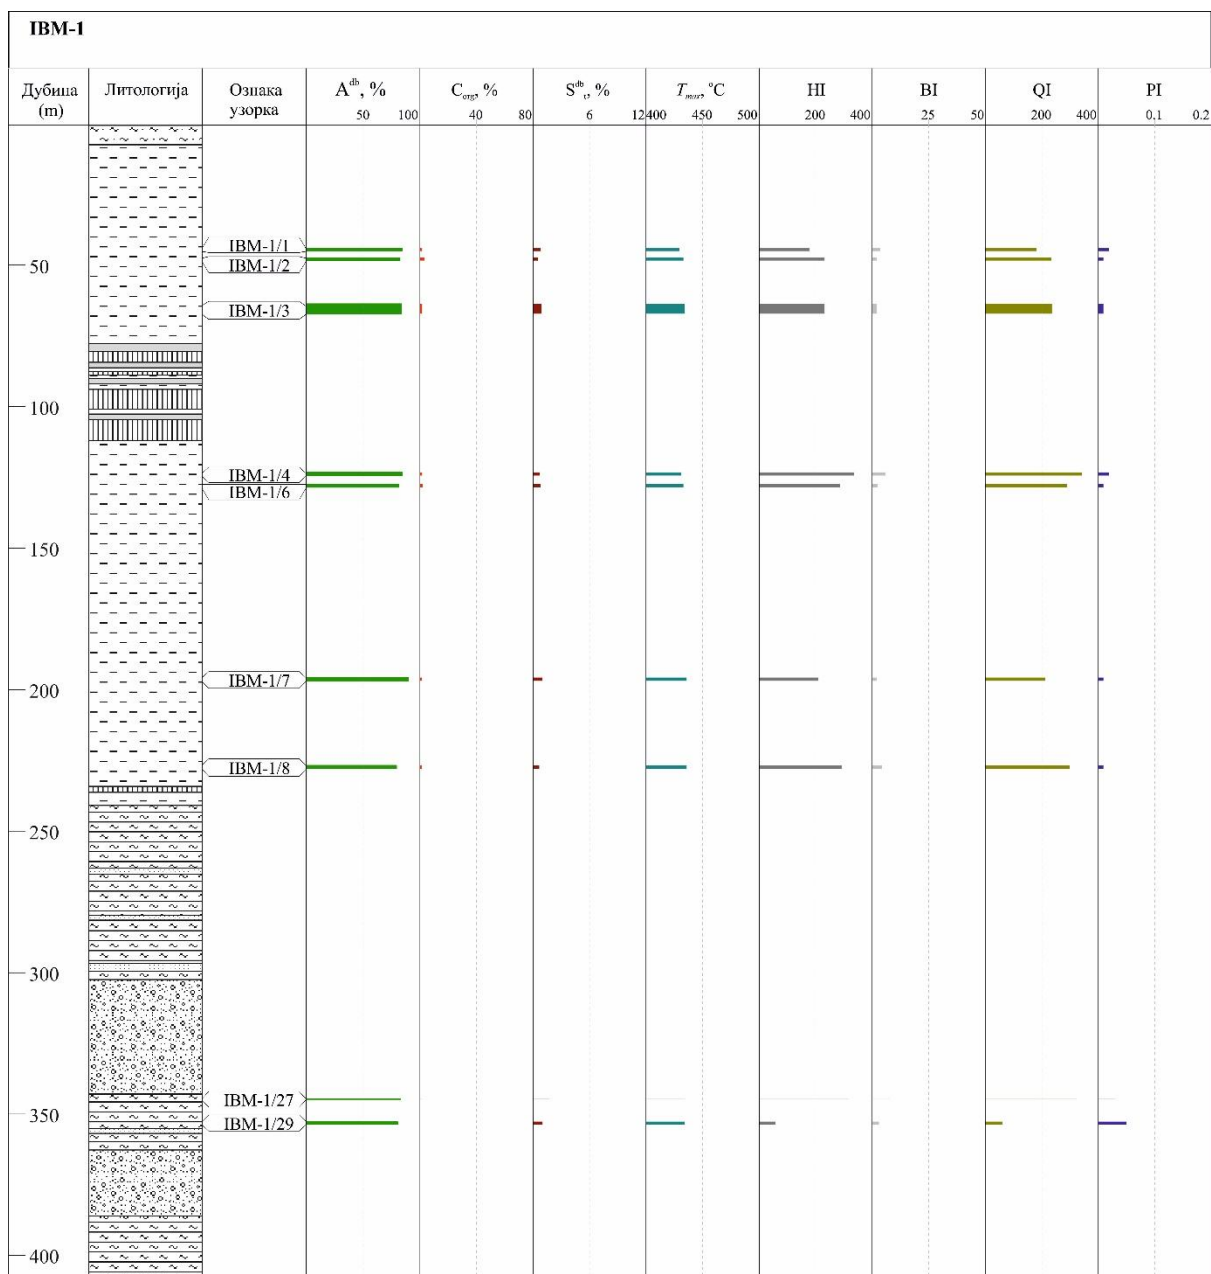 IBM-1
Дубина
(m)
Литологија
Ознака
узорка
A^db, %
50 100
C_org, %
40 80
S^db_t, %
6 12
T_max, °C
400 450 500
HI
200 400
BI
25 50
QI
200 400
PI
0,1 0.2
IBM-1/1
50
IBM-1/2
IBM-1/3
100
IBM-1/4
IBM-1/6
150
IBM-1/7
200
IBM-1/8
250
300
IBM-1/27
350
IBM-1/29
400